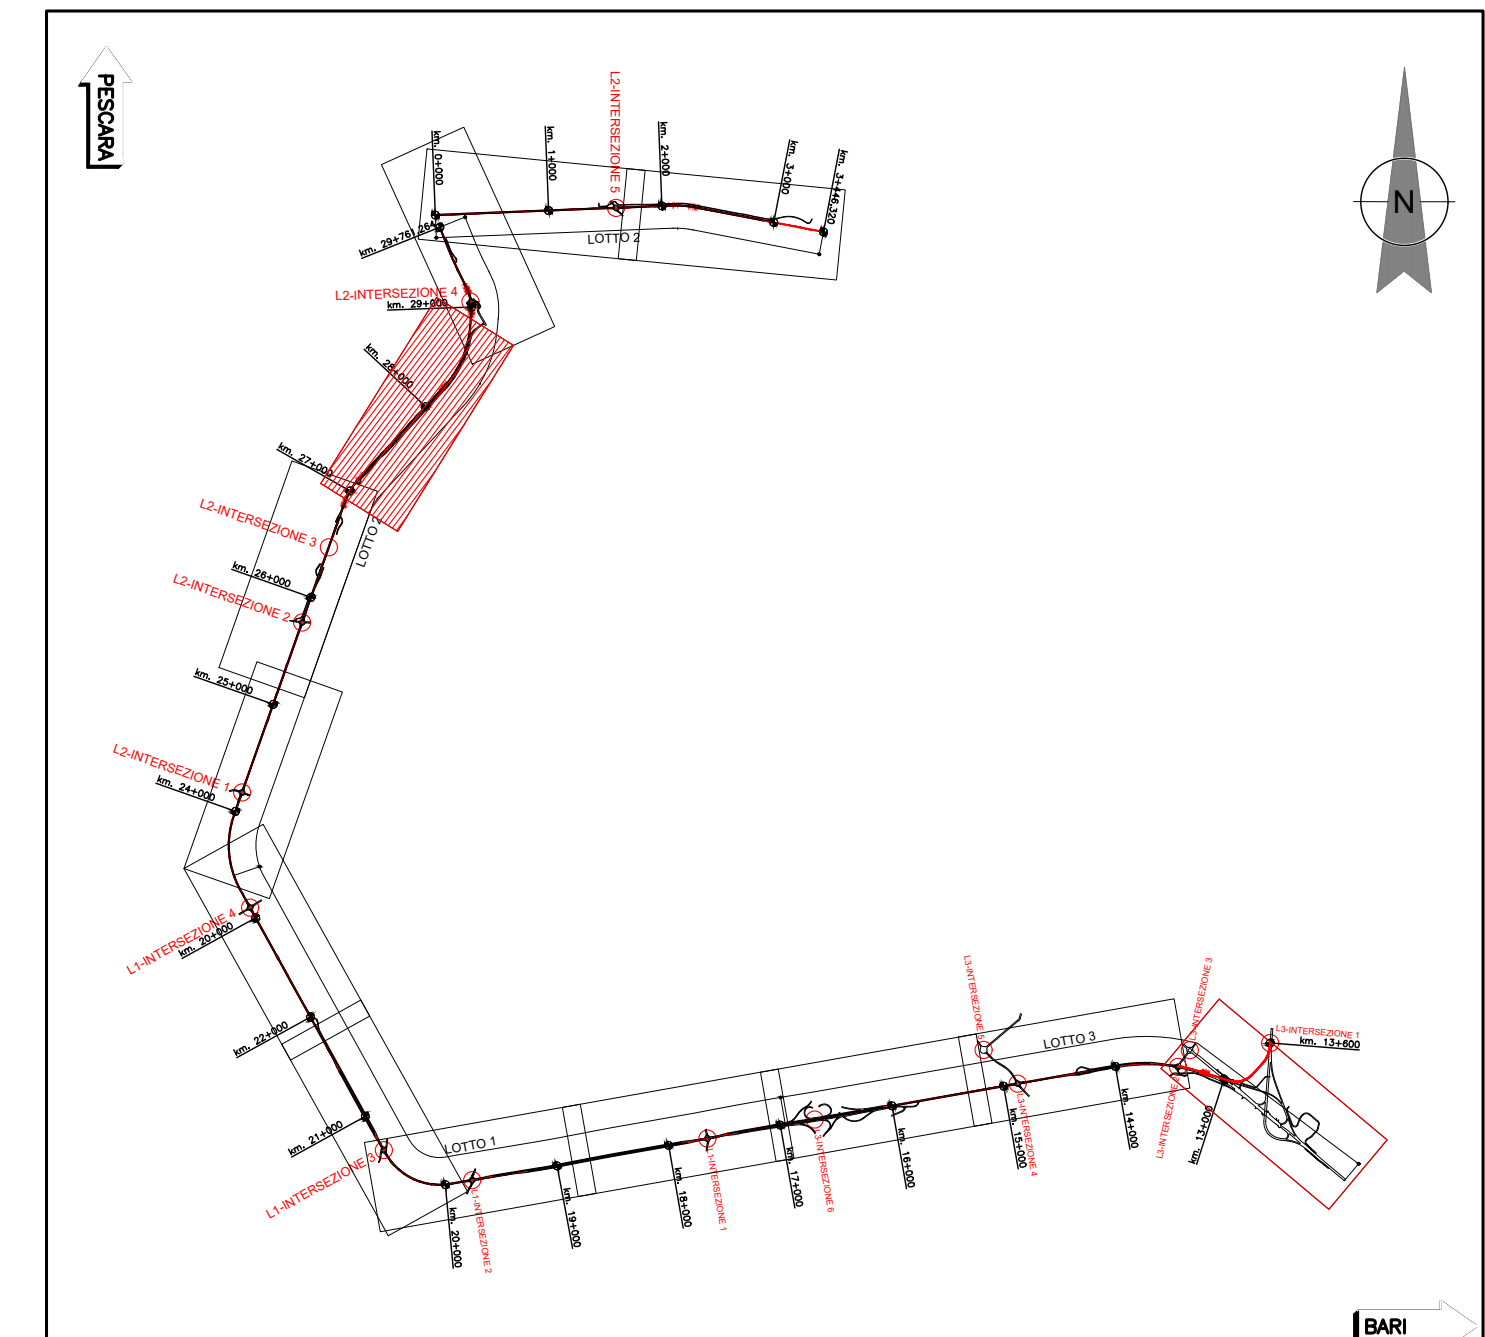 PESCARA
N
km. 0+000
km. 1+000
L2-INTERSEZIONE 5
km. 2+000
km. 3+000
km. 3+446,320
LOTTO 2
km. 29+761,264
L2-INTERSEZIONE 4
km. 29+000
km. 28+000
km. 27+000
L2-INTERSEZIONE 3
LOTTO 2
km. 26+000
L2-INTERSEZIONE 2
km. 25+000
L2-INTERSEZIONE 1
km. 24+000
L1-INTERSEZIONE 4
km. 20+000
km. 22+000
km. 21+000
L1-INTERSEZIONE 3
LOTTO 1
km. 20+000
L1-INTERSEZIONE 2
km. 19+000
km. 18+000
L1-INTERSEZIONE 1
km. 17+000
L3-INTERSEZIONE 6
km. 16+000
L3-INTERSEZIONE 5
km. 15+000
L3-INTERSEZIONE 4
LOTTO 3
km. 14+000
L3-INTERSEZIONE 3
km. 13+000
L3-INTERSEZIONE 1
km. 13+600
BARI